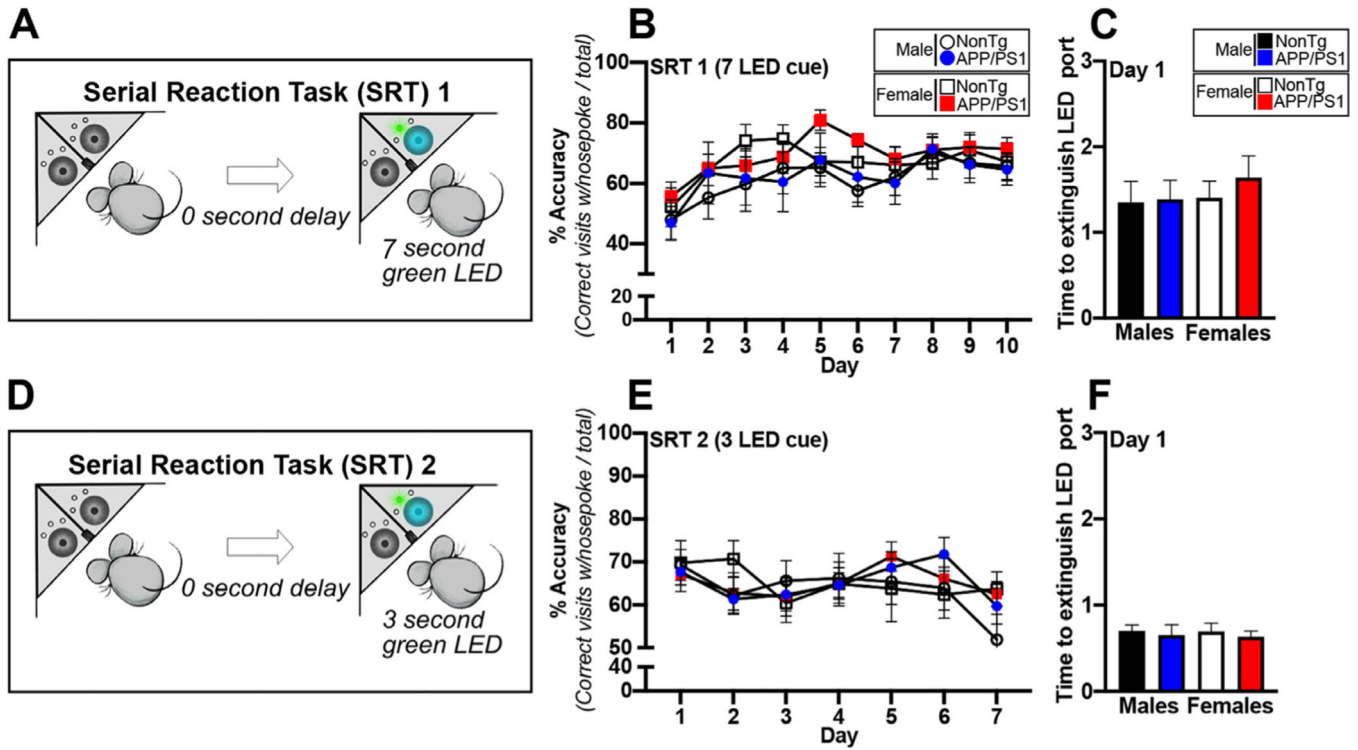 A
Serial Reaction Task (SRT) 1
0 second delay
7 second
green LED
B
SRT 1 (7 LED cue)
Male
NonTg
APP/PS1
Female
NonTg
APP/PS1
% Accuracy
(Correct visits w/nosepoke / total)
100
80
60
40
20
0
1 2 3 4 5 6 7 8 9 10
Day
C
Day 1
Male
NonTg
APP/PS1
Female
NonTg
APP/PS1
Time to extinguish LED port
3
2
1
0
Males Females
D
Serial Reaction Task (SRT) 2
0 second delay
3 second
green LED
E
SRT 2 (3 LED cue)
% Accuracy
(Correct visits w/nosepoke / total)
100
90
80
70
60
50
40
0
1 2 3 4 5 6 7
Day
F
Day 1
Time to extinguish LED port
3
2
1
0
Males Females